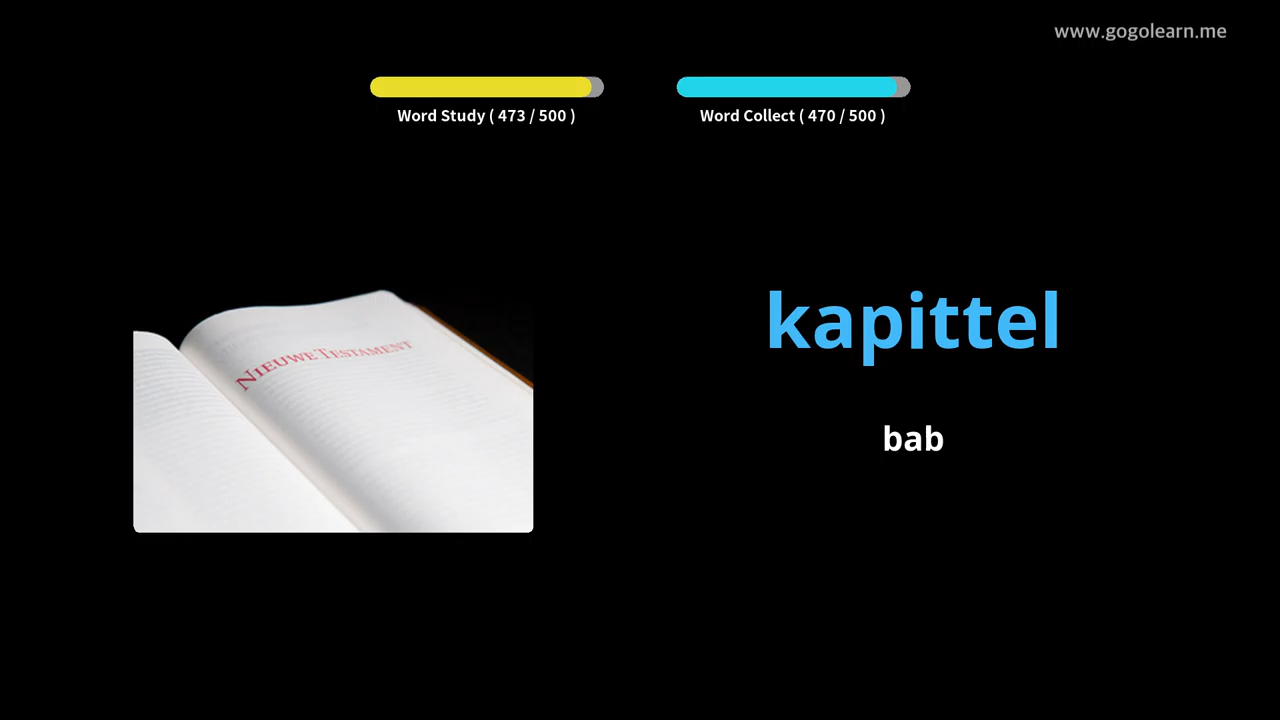 www.gogolearn.me
Word Study ( 473 / 500 )
Word Collect ( 470 / 500 )
NIEUWE TESTAMENT
kapittel
bab